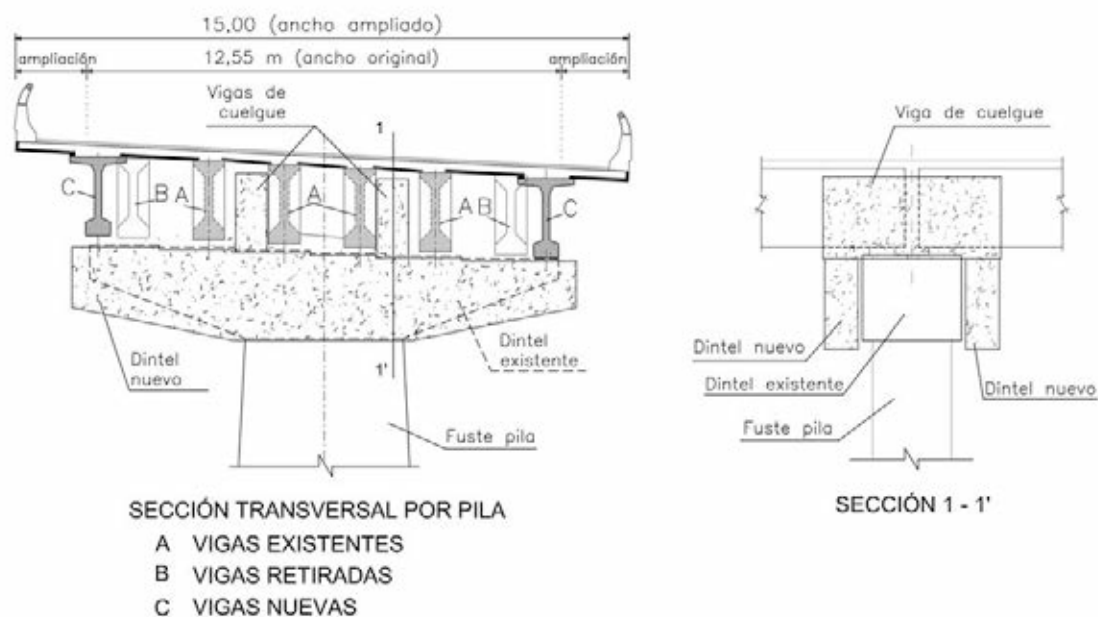 15,00 (ancho ampliado)
ampliación
12,55 m (ancho original)
ampliación
Vigas de
cuelgue
1
C
B
A
A
A
B
C
Dintel
nuevo
Dintel
existente
1'
Fuste pila
SECCIÓN TRANSVERSAL POR PILA
A VIGAS EXISTENTES
B VIGAS RETIRADAS
C VIGAS NUEVAS
Viga de cuelgue
Dintel nuevo
Dintel existente
Dintel nuevo
Fuste pila
SECCIÓN 1 - 1'